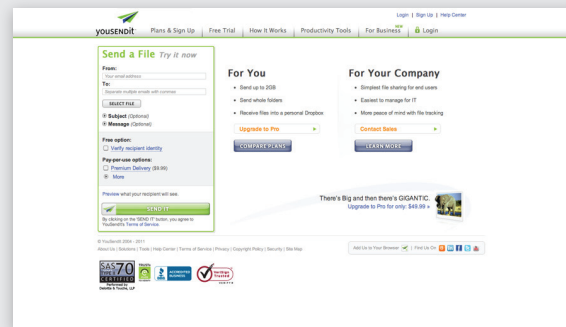 Login | Sign Up | Help Center
YOUSENDIT
Plans & Sign Up | Free Trial | How It Works | Productivity Tools | For Business | Login
NEW
Send a File Try it now
From:
Your email address
To:
Separate multiple emails with commas
SELECT FILE
Subject (Optional)
Message (Optional)
Free option:
Verify recipient identity
Pay-per-use options:
Premium Delivery ($9.99)
More
Preview what your recipient will see.
SEND IT
By clicking on the "SEND IT" button, you agree to
YouSendIt's Terms of Service.
For You
Send up to 2GB
Send whole folders
Receive files into a personal Dropbox
Upgrade to Pro
COMPARE PLANS
For Your Company
Simplest file sharing for end users
Easiest to manage for IT
More peace of mind with file tracking
Contact Sales
LEARN MORE
There's Big and then there's GIGANTIC.
Upgrade to Pro for only: $49.99 »
© YouSendIt 2004 - 2011
About Us | Solutions | Tools | Help Center | Terms of Service | Privacy | Copyright Policy | Security | Site Map
Add Us to Your Browser | Find Us On
SAS70
TYPE II
CERTIFIED
Performed by
Deloitte & Touche, LLP
TRUSTe
ACCREDITED
BUSINESS
VeriSign
Trusted